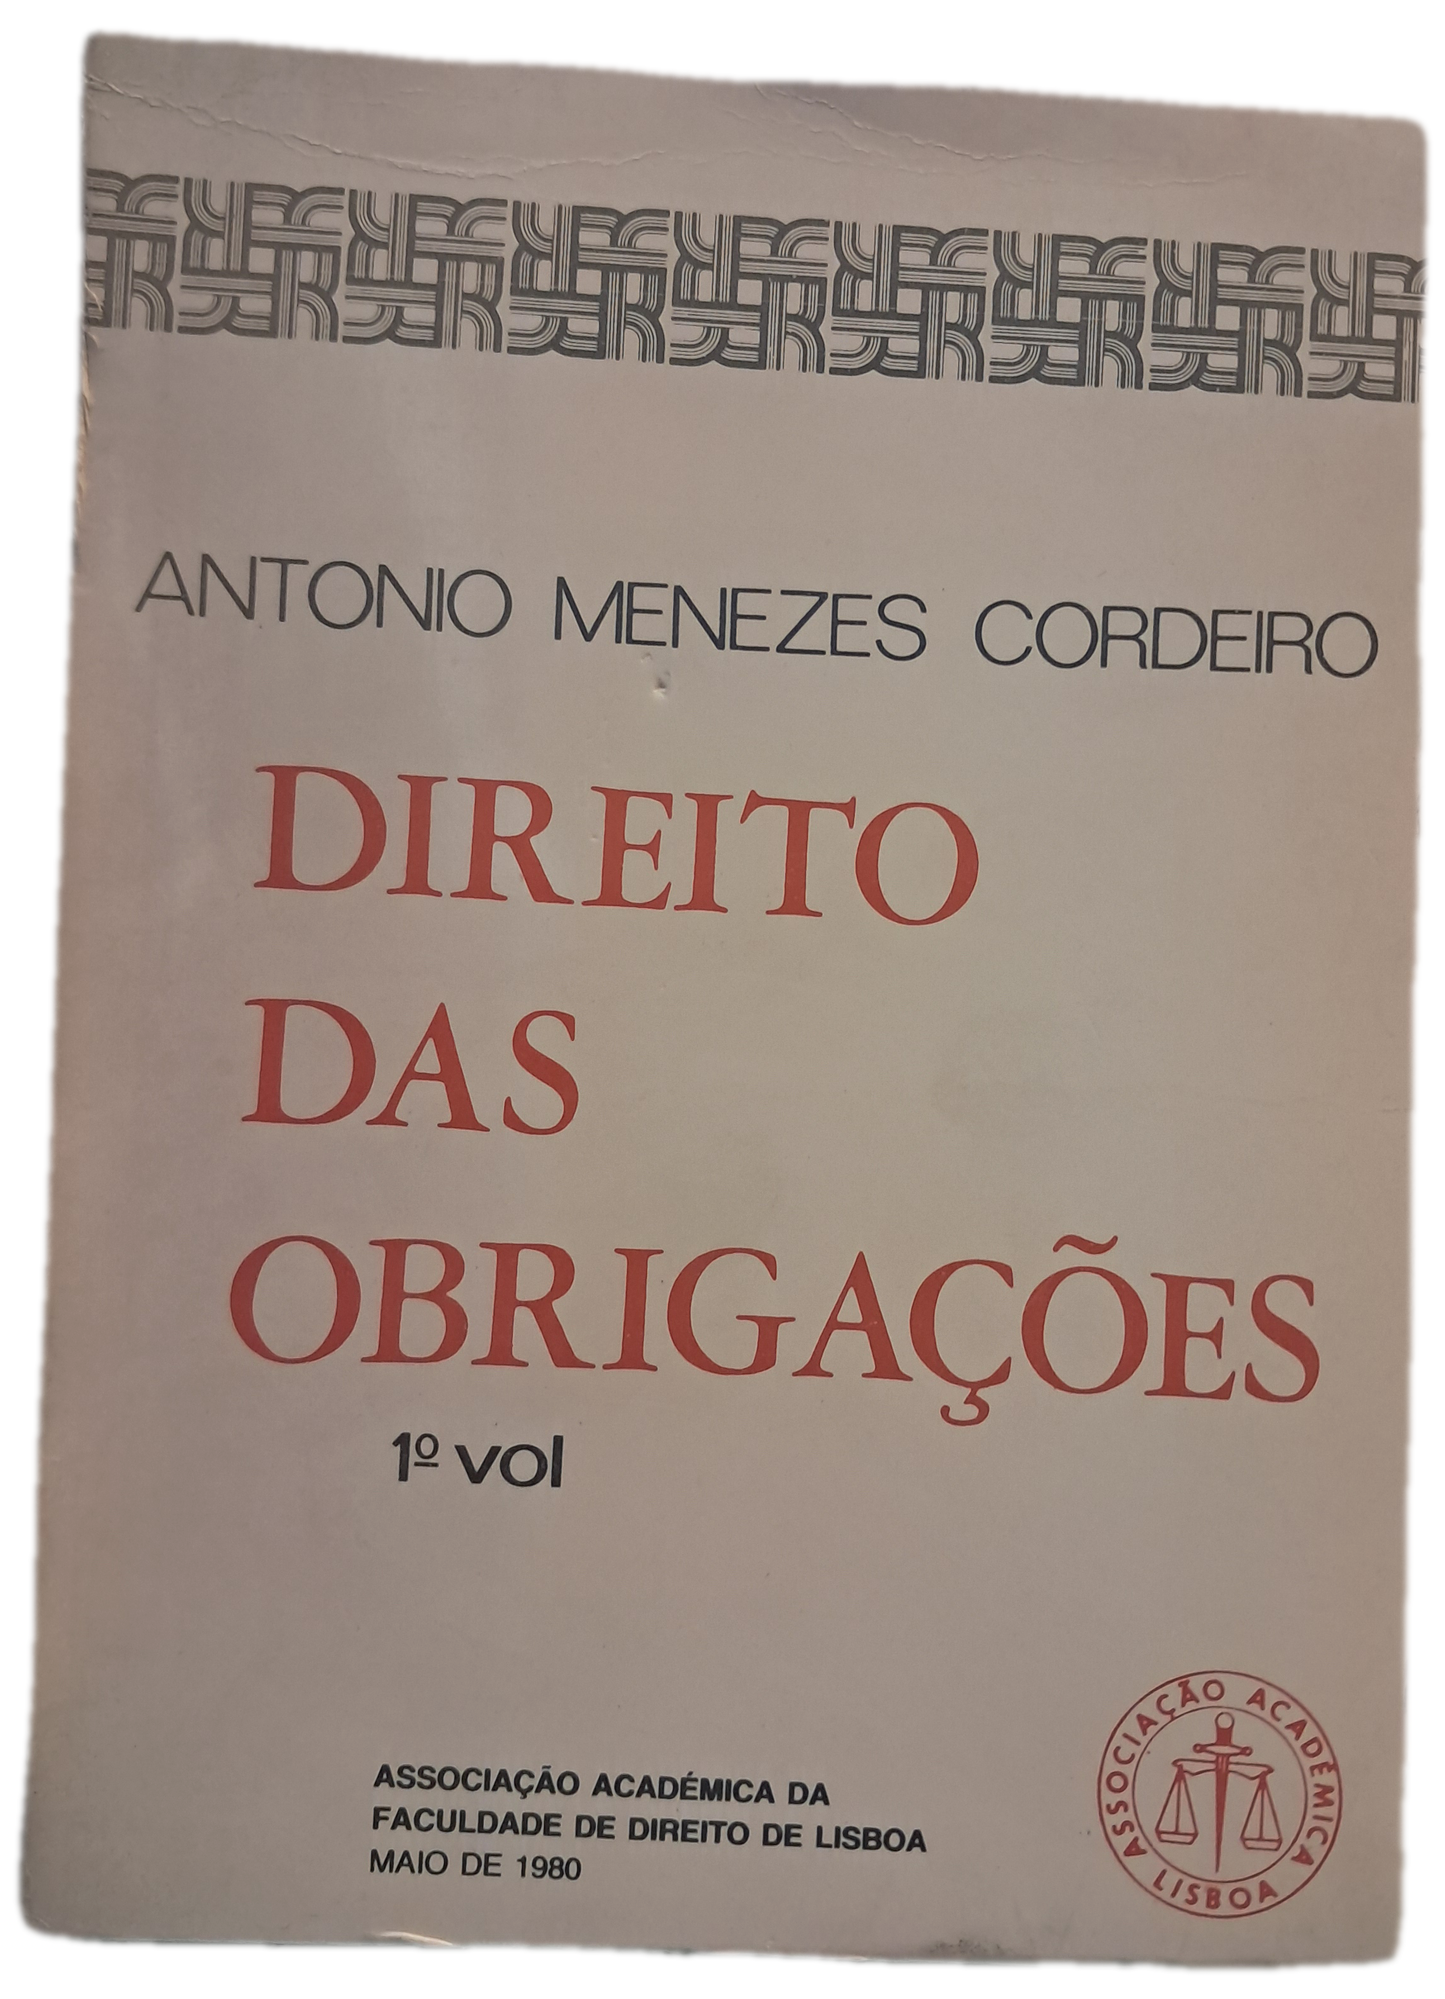 ANTONIO MENEZES CORDEIRO
DIREITO
DAS
OBRIGAÇÕES
1º vol
ASSOCIAÇÃO ACADÉMICA DA
FACULDADE DE DIREITO DE LISBOA
MAIO DE 1980
ASSOCIAÇÃO ACADÉMICA
LISBOA